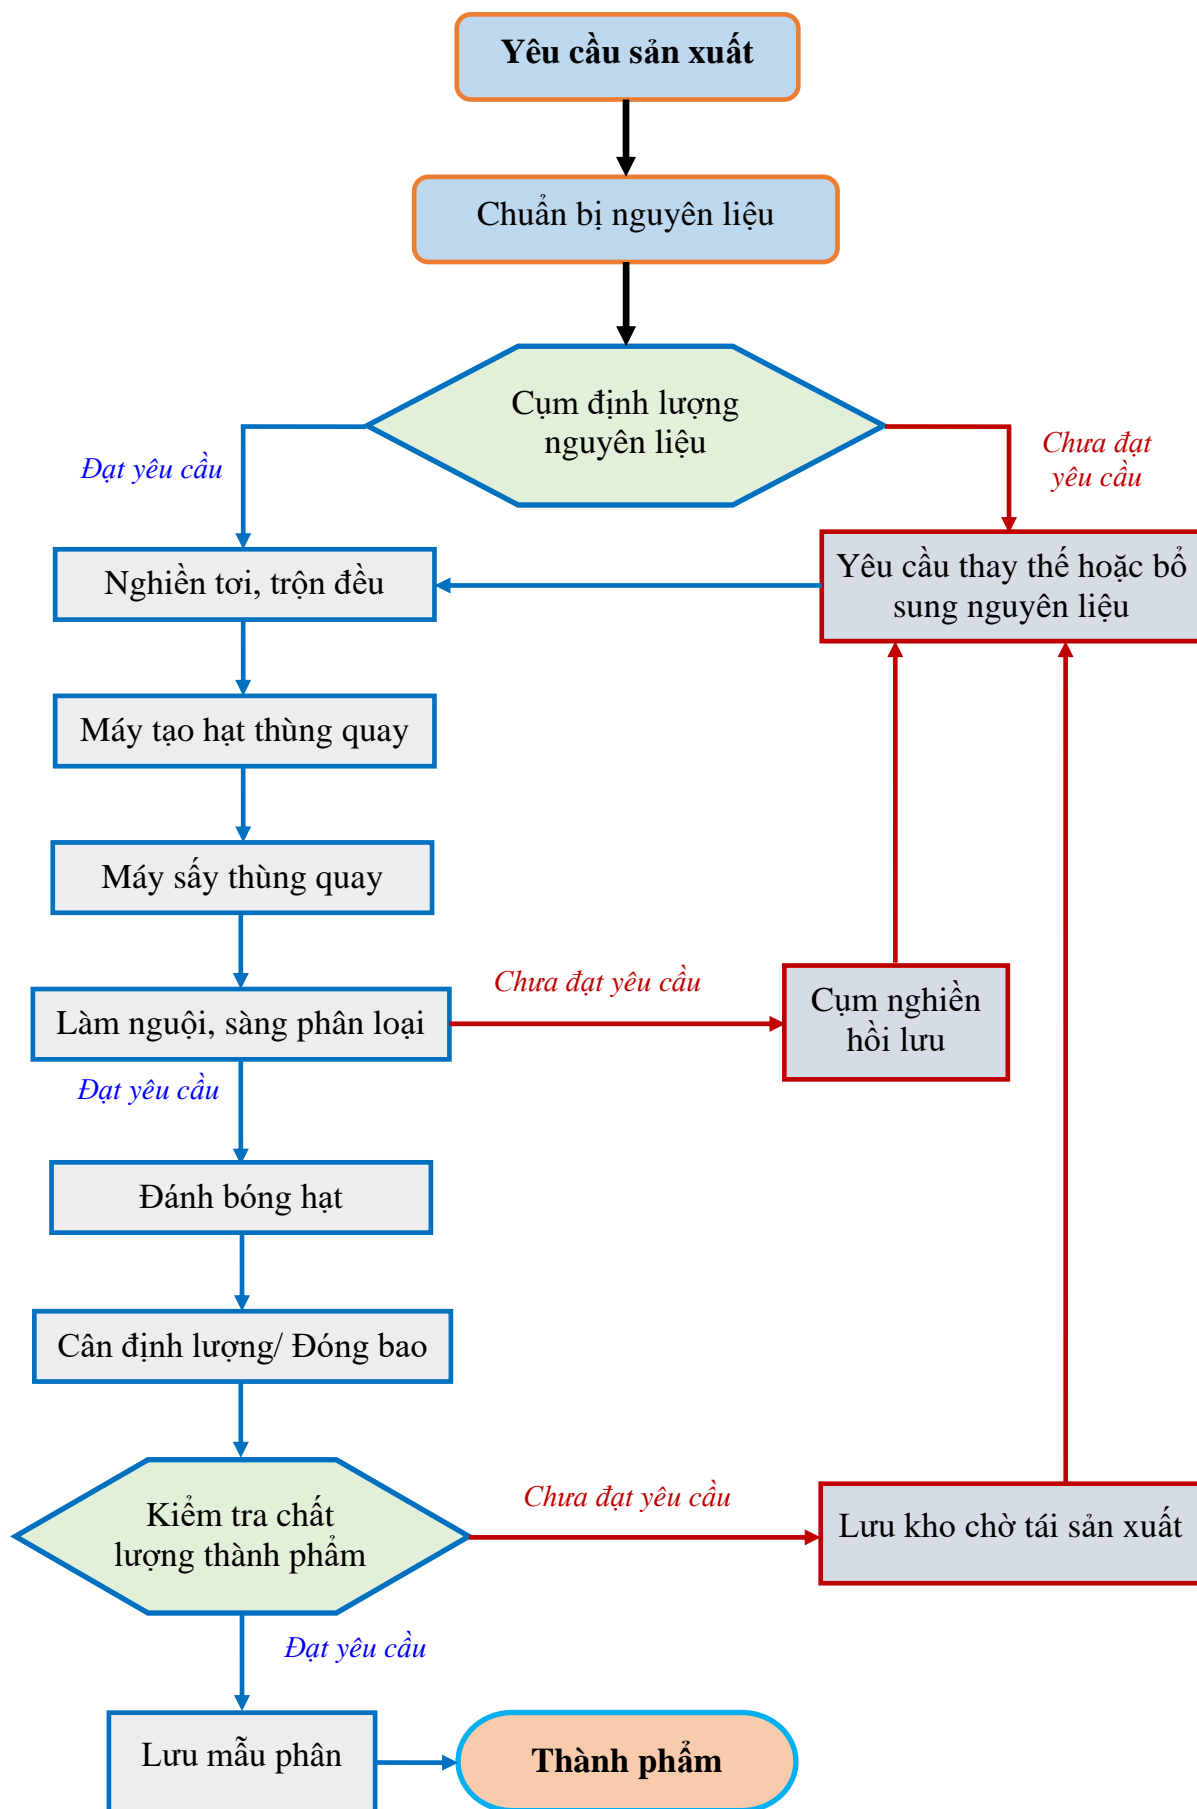 Yêu cầu sản xuất
Chuẩn bị nguyên liệu
Cụm định lượng
nguyên liệu
Đạt yêu cầu
Chưa đạt
yêu cầu
Nghiền tơi, trộn đều
Yêu cầu thay thế hoặc bổ
sung nguyên liệu
Máy tạo hạt thùng quay
Máy sấy thùng quay
Làm nguội, sàng phân loại
Chưa đạt yêu cầu
Cụm nghiền
hồi lưu
Đạt yêu cầu
Đánh bóng hạt
Cân định lượng/ Đóng bao
Kiểm tra chất
lượng thành phẩm
Chưa đạt yêu cầu
Lưu kho chờ tái sản xuất
Đạt yêu cầu
Lưu mẫu phân
Thành phẩm